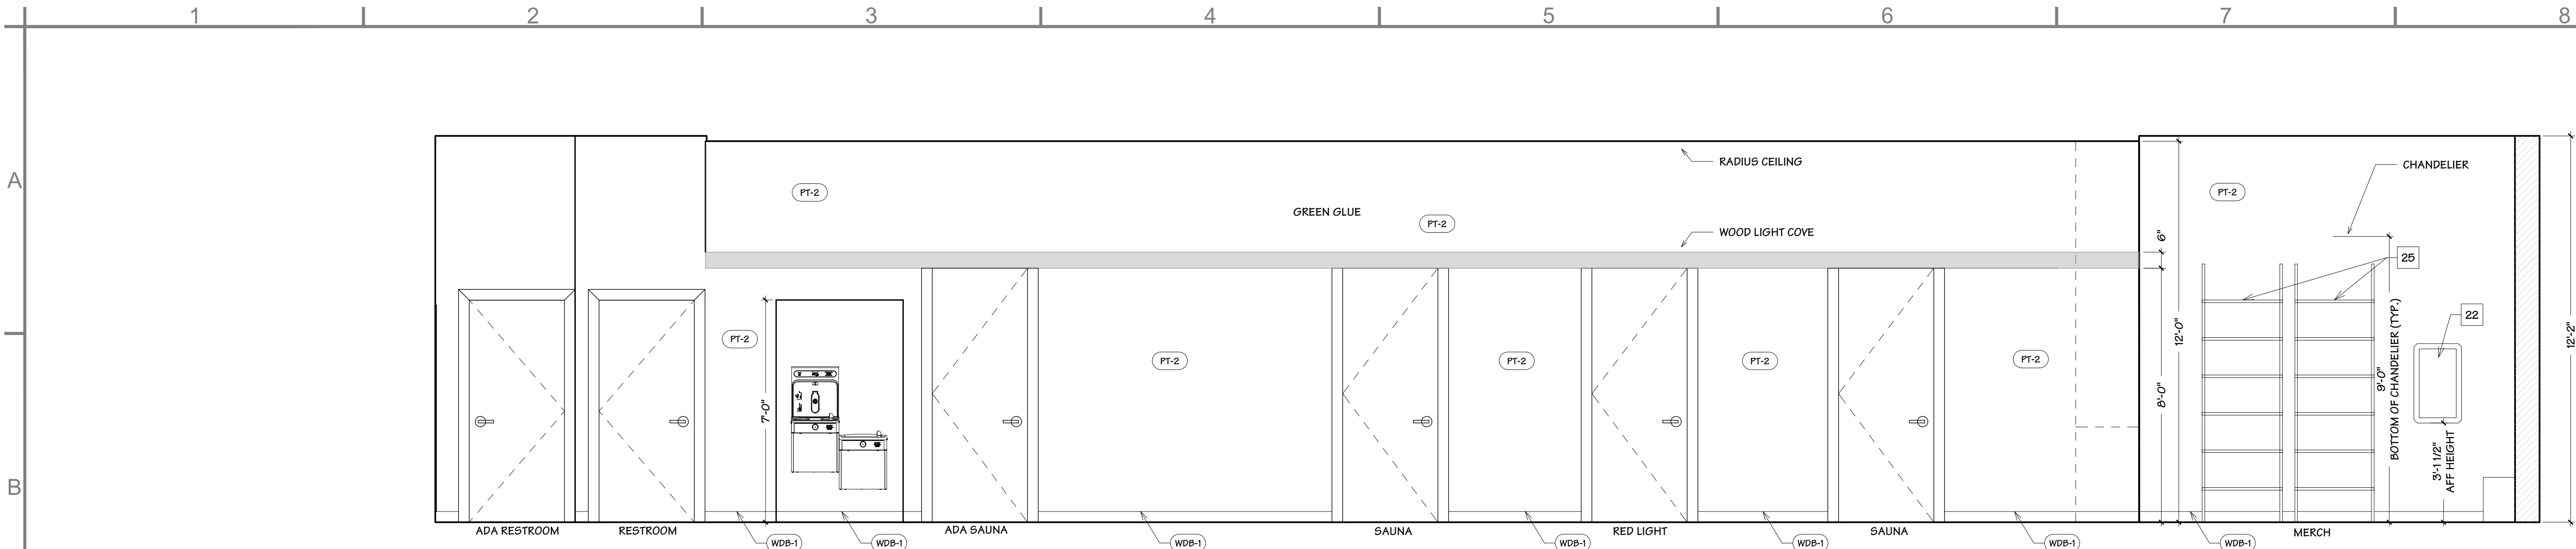 1 2 3 4 5 6 7 8
A
RADIUS CEILING
CHANDELIER
PT-2
PT-2
GREEN GLUE
PT-2
WOOD LIGHT COVE
6"
25
22
B
PT-2
PT-2
PT-2
PT-2
PT-2
7'-0"
8'-0"
12'-0"
9'-0"
BOTTOM OF CHANDELIER (TYP.)
3'-11/2"
AFF HEIGHT
12'-2"
ADA RESTROOM
RESTROOM
ADA SAUNA
SAUNA
RED LIGHT
SAUNA
MERCH
WDB-1
WDB-1
WDB-1
WDB-1
WDB-1
WDB-1
WDB-1